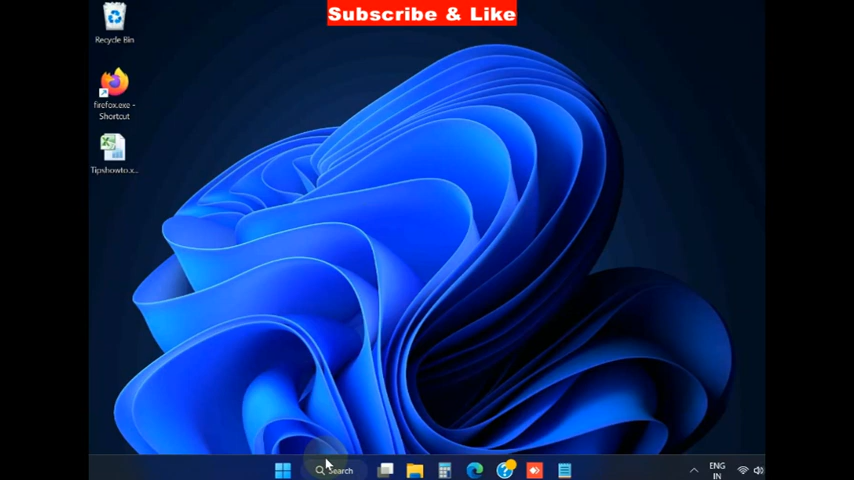 Subscribe & Like
Recycle Bin
firefox.exe -
Shortcut
Tipshowto.x...
Search
ENG
IN